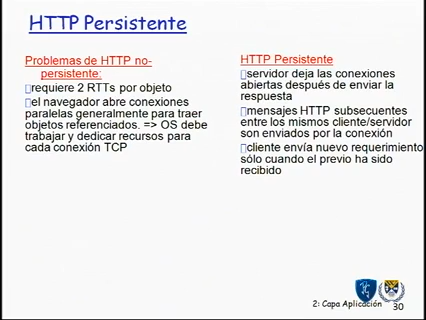 HTTP Persistente
Problemas de HTTP no-
persistente:
requiere 2 RTTs por objeto
el navegador abre conexiones
paralelas generalmente para traer
objetos referenciados. => OS debe
trabajar y dedicar recursos para
cada conexión TCP
HTTP Persistente
servidor deja las conexiones
abiertas después de enviar la
respuesta
mensajes HTTP subsecuentes
entre los mismos cliente/servidor
son enviados por la conexión
cliente envía nuevo requerimiento
sólo cuando el previo ha sido
recibido
2: Capa Aplicación 30